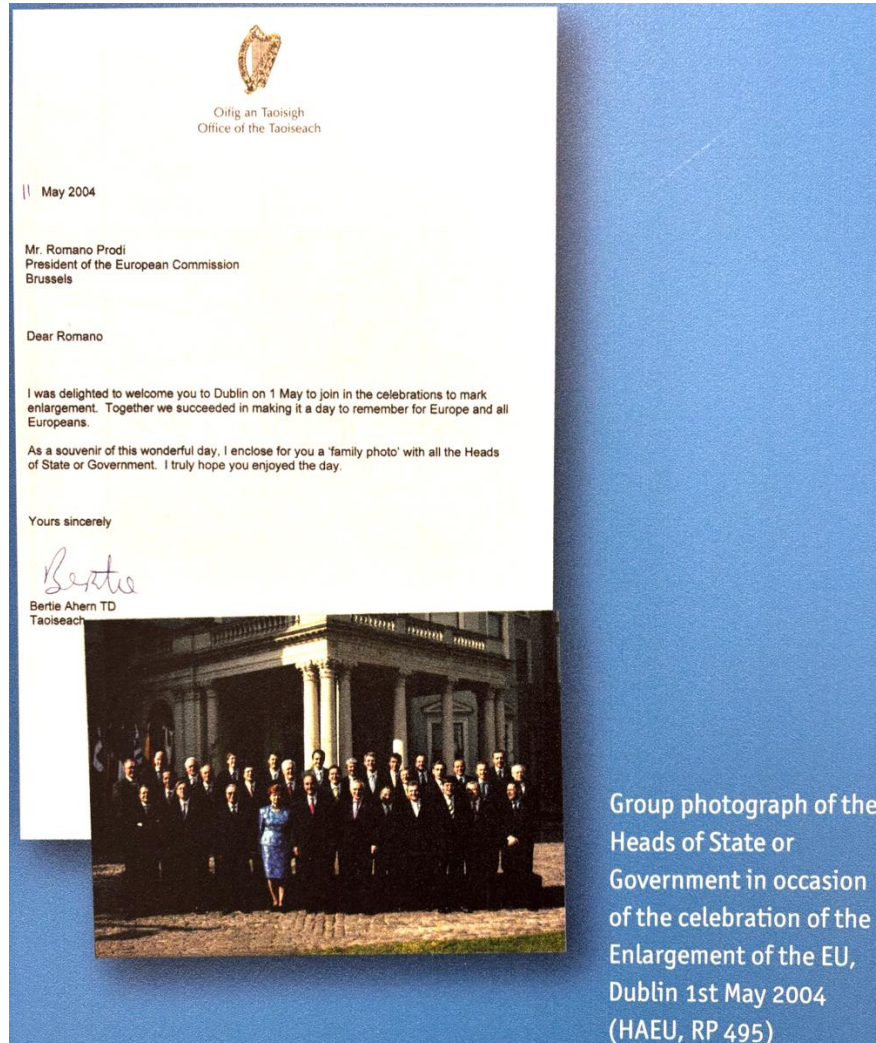 Oifig an Taoisigh
Office of the Taoiseach
11 May 2004
Mr. Romano Prodi
President of the European Commission
Brussels
Dear Romano
I was delighted to welcome you to Dublin on 1 May to join in the celebrations to mark
enlargement. Together we succeeded in making it a day to remember for Europe and all
Europeans.
As a souvenir of this wonderful day, I enclose for you a 'family photo' with all the Heads
of State or Government. I truly hope you enjoyed the day.
Yours sincerely
Bertie
Bertie Ahern TD
Taoiseach
Group photograph of the
Heads of State or
Government in occasion
of the celebration of the
Enlargement of the EU,
Dublin 1st May 2004
(HAEU, RP 495)